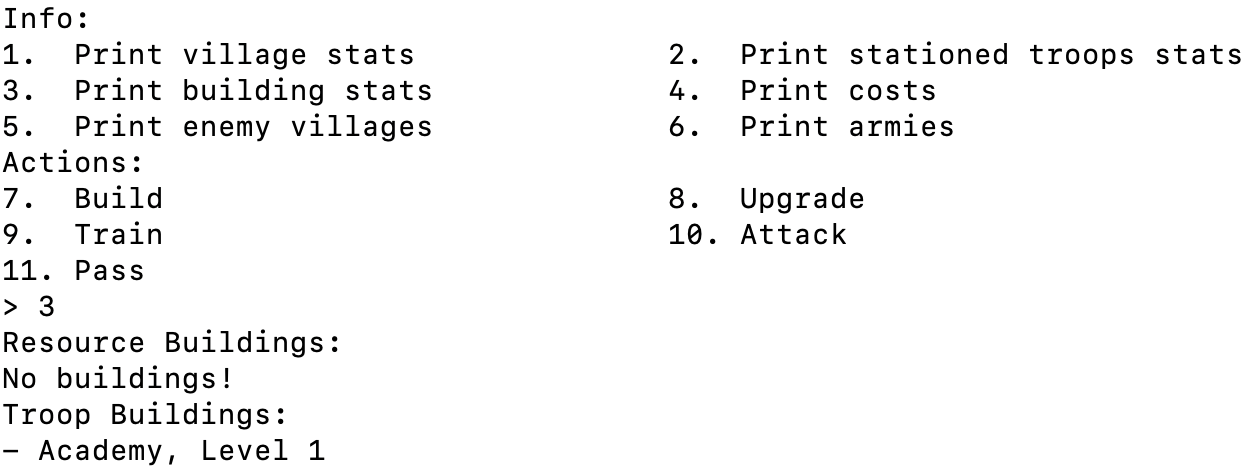 Info:
1.  Print village stats                2.  Print stationed troops stats
3.  Print building stats               4.  Print costs
5.  Print enemy villages               6.  Print armies
Actions:
7.  Build                              8.  Upgrade
9.  Train                              10. Attack
11. Pass
> 3
Resource Buildings:
No buildings!
Troop Buildings:
– Academy, Level 1